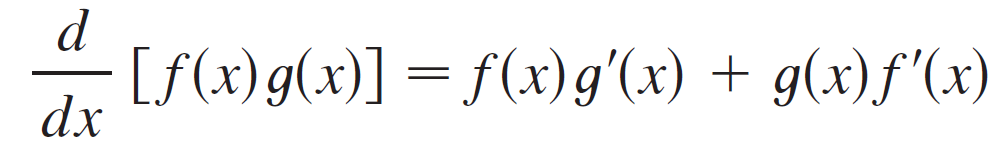 d/dx [f(x)g(x)] = f(x)g′(x) + g(x)f′(x)